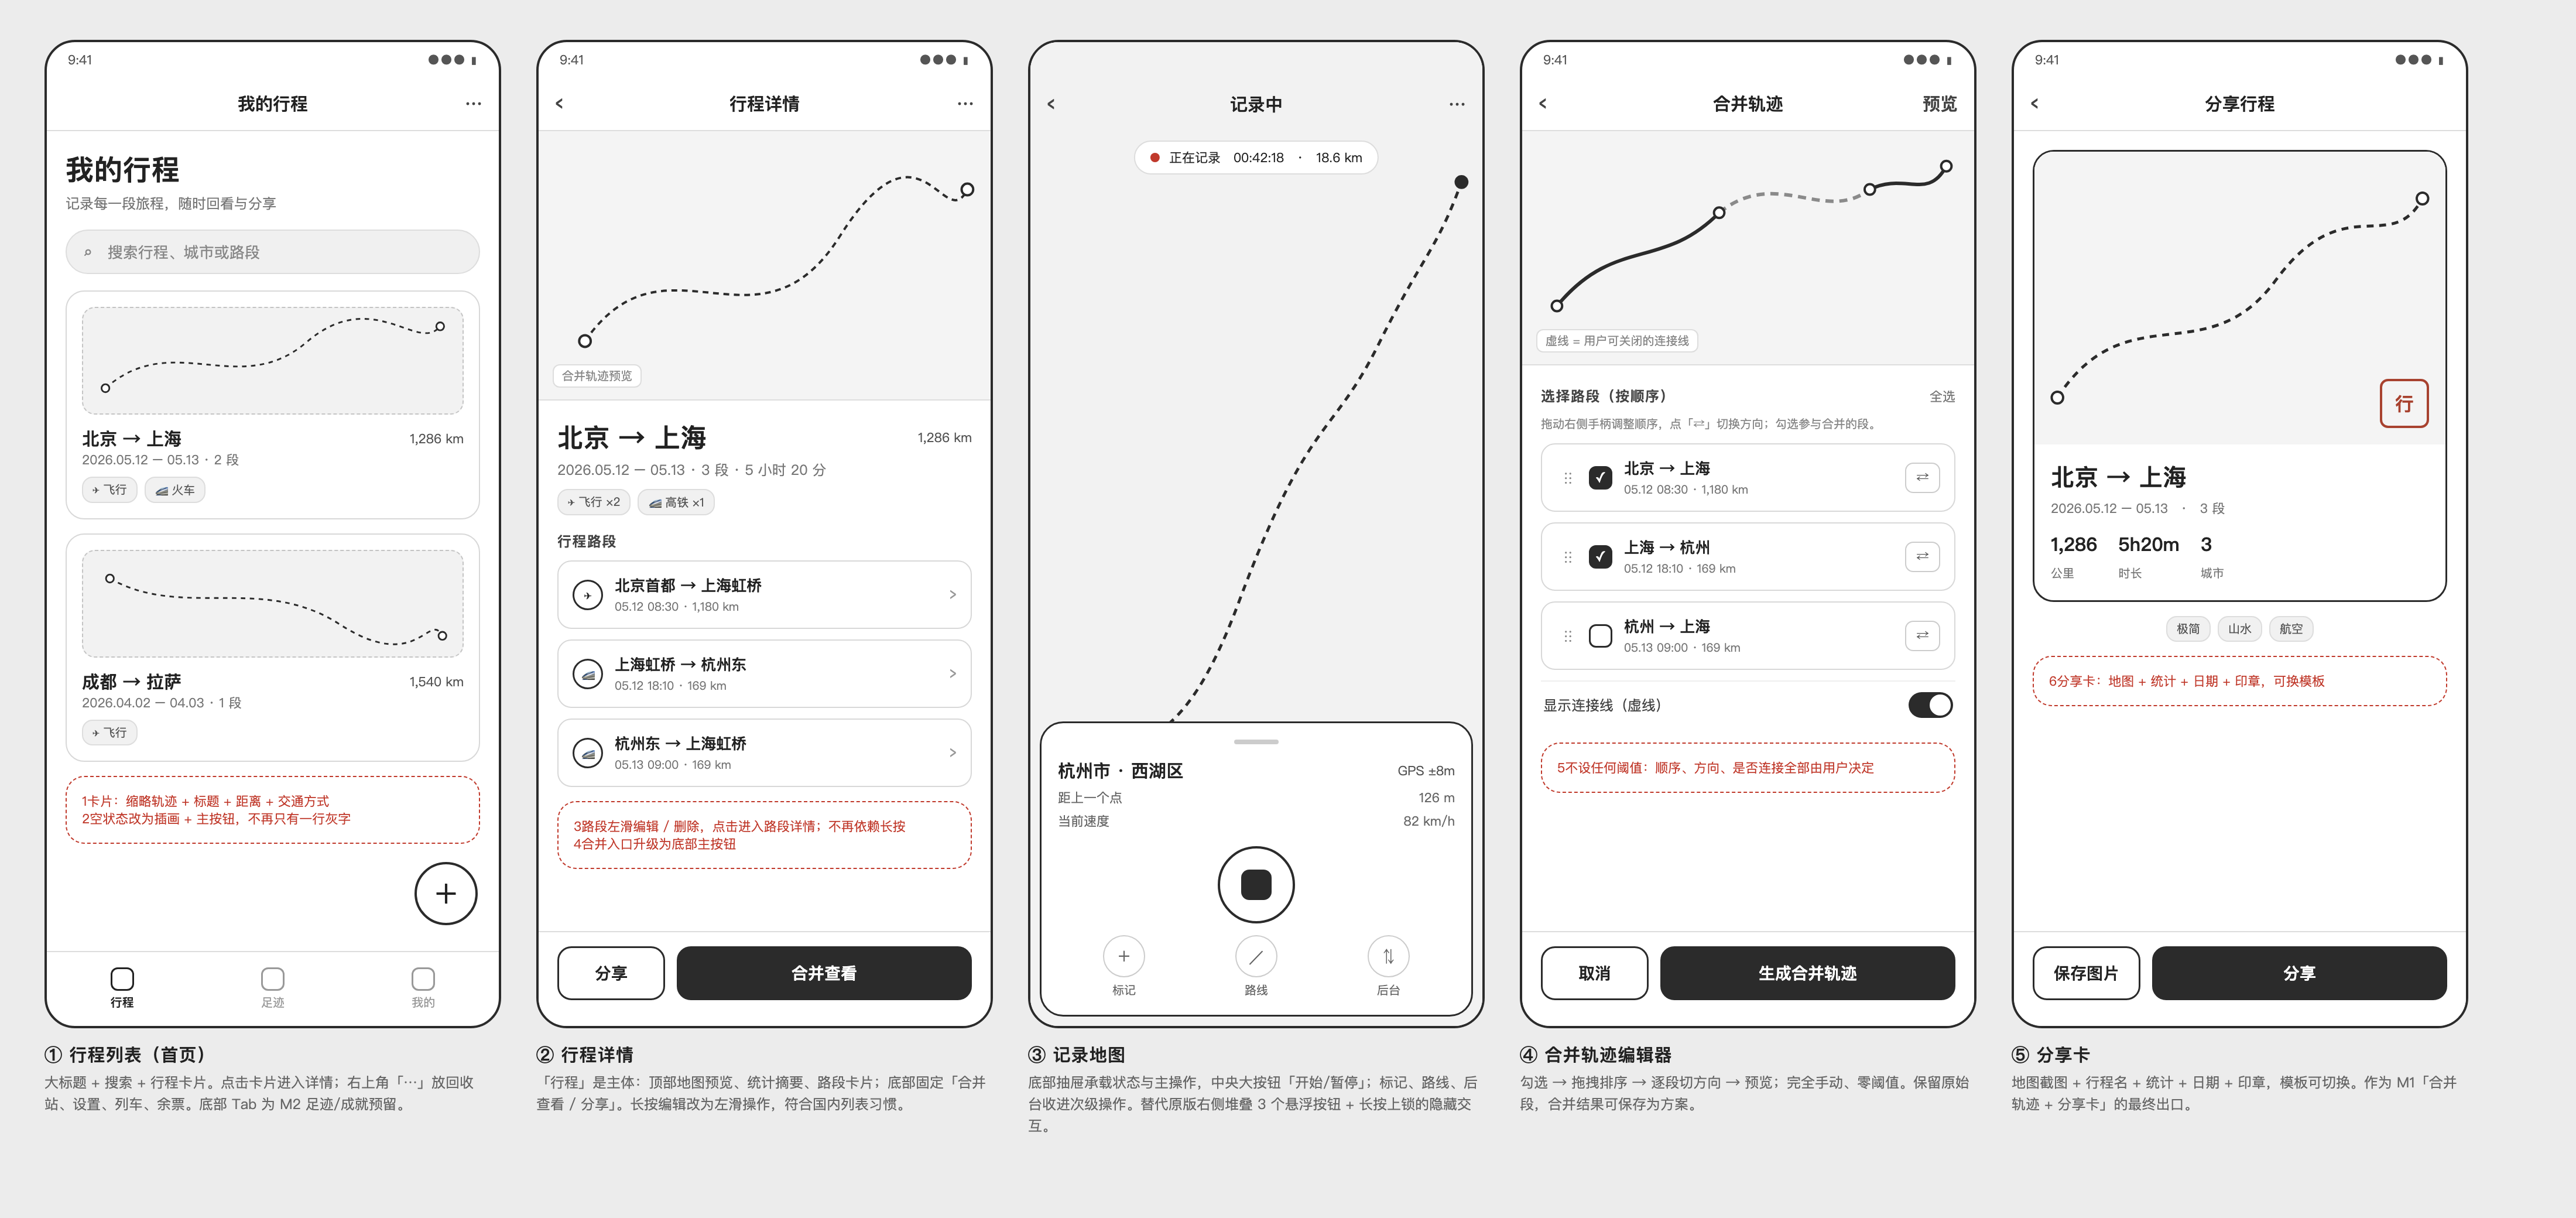 9:41
我的行程
···
我的行程
记录每一段旅程，随时回看与分享
搜索行程、城市或路段
北京 → 上海
1,286 km
2026.05.12 — 05.13 · 2 段
✈ 飞行
🚄 火车
成都 → 拉萨
1,540 km
2026.04.02 — 04.03 · 1 段
✈ 飞行
1卡片：缩略轨迹 + 标题 + 距离 + 交通方式
2空状态改为插画 + 主按钮，不再只有一行灰字
+
行程
足迹
我的
① 行程列表（首页）
大标题 + 搜索 + 行程卡片。点击卡片进入详情；右上角「···」放回收
站、设置、列车、余票。底部 Tab 为 M2 足迹/成就预留。
9:41
‹
行程详情
···
合并轨迹预览
北京 → 上海
1,286 km
2026.05.12 — 05.13 · 3 段 · 5 小时 20 分
✈ 飞行 ×2
🚄 高铁 ×1
行程路段
✈
北京首都 → 上海虹桥
05.12 08:30 · 1,180 km
›
🚄
上海虹桥 → 杭州东
05.12 18:10 · 169 km
›
🚄
杭州东 → 上海虹桥
05.13 09:00 · 169 km
›
3路段左滑编辑 / 删除，点击进入路段详情；不再依赖长按
4合并入口升级为底部主按钮
分享
合并查看
② 行程详情
「行程」是主体：顶部地图预览、统计摘要、路段卡片；底部固定「合并
查看 / 分享」。长按编辑改为左滑操作，符合国内列表习惯。
‹
记录中
···
正在记录 00:42:18 · 18.6 km
杭州市 · 西湖区
GPS ±8m
距上一个点
126 m
当前速度
82 km/h
+
标记
路线
⇅
后台
③ 记录地图
底部抽屉承载状态与主操作，中央大按钮「开始/暂停」；标记、路线、后
台收进次级操作。替代原版右侧堆叠 3 个悬浮按钮 + 长按上锁的隐藏交
互。
9:41
‹
合并轨迹
预览
虚线 = 用户可关闭的连接线
选择路段（按顺序）
全选
拖动右侧手柄调整顺序，点「⇄」切换方向；勾选参与合并的段。
✓
北京 → 上海
05.12 08:30 · 1,180 km
⇄
✓
上海 → 杭州
05.12 18:10 · 169 km
⇄
杭州 → 上海
05.13 09:00 · 169 km
⇄
显示连接线（虚线）
5不设任何阈值：顺序、方向、是否连接全部由用户决定
取消
生成合并轨迹
④ 合并轨迹编辑器
勾选 → 拖拽排序 → 逐段切方向 → 预览；完全手动、零阈值。保留原始
段，合并结果可保存为方案。
9:41
‹
分享行程
行
北京 → 上海
2026.05.12 — 05.13 · 3 段
1,286 5h20m 3
公里 时长 城市
极简
山水
航空
6分享卡：地图 + 统计 + 日期 + 印章，可换模板
保存图片
分享
⑤ 分享卡
地图截图 + 行程名 + 统计 + 日期 + 印章，模板可切换。作为 M1「合并
轨迹 + 分享卡」的最终出口。